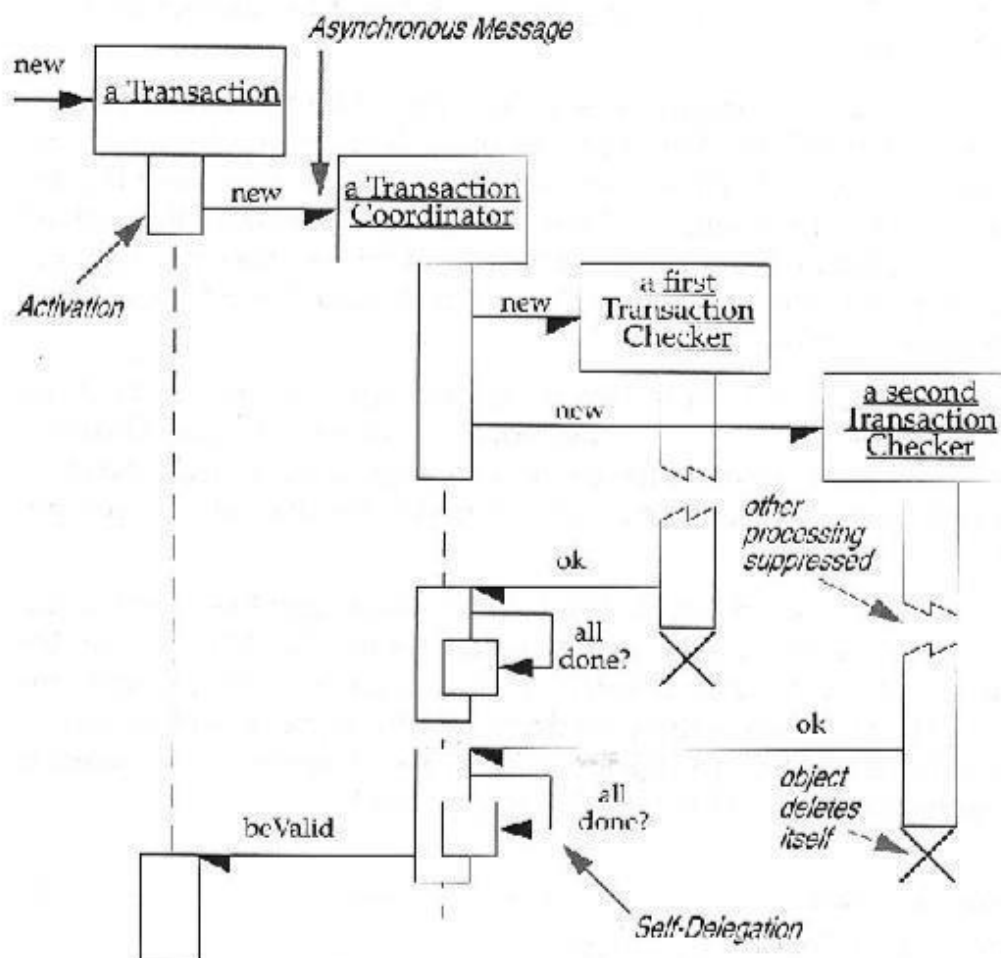 Asynchronous Message
new
a Transaction
new
a Transaction
Coordinator
Activation
new
a first
Transaction
Checker
new
a second
Transaction
Checker
other
processing
suppressed
ok
all
done?
ok
object
deletes
itself
all
done?
beValid
Self-Delegation